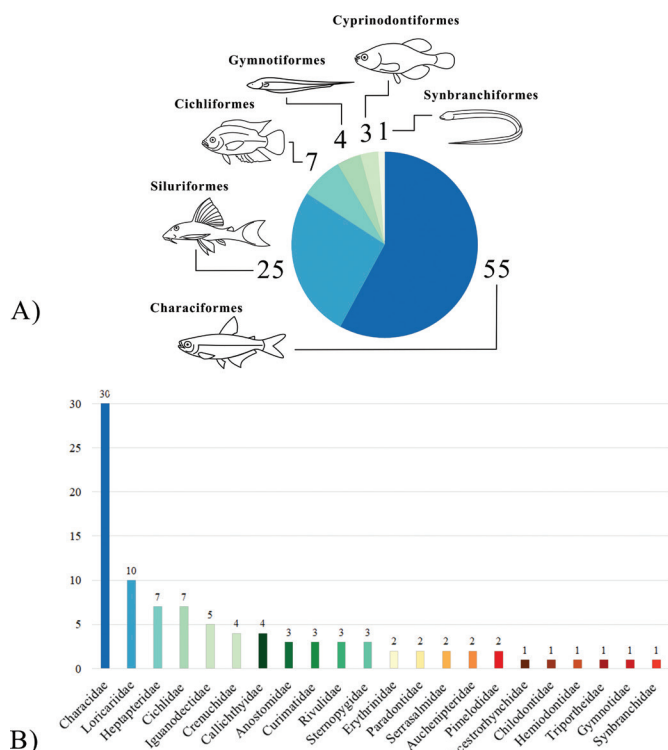 Cyprinodontiformes
Gymnotiformes
Synbranchiformes
Cichliformes
4
3
1
7
Siluriformes
25
55
Characiformes
A)
30
25
20
15
10
5
0
30
10
7
7
5
4
4
3
3
3
3
2
2
2
2
2
1
1
1
1
1
1
Characidae
Loricariidae
Heptapteridae
Cichlidae
Iguanodectidae
Crenuchidae
Callichthyidae
Anostomidae
Curimatidae
Rivulidae
Sternopygidae
Erythrinidae
Paradontidae
Serrasalmidae
Auchenipteridae
Pimelodidae
cestrorhynchidae
Chilodontidae
Hemiodontidae
Triportheidae
Gymnotidae
Synbranchidae
B)